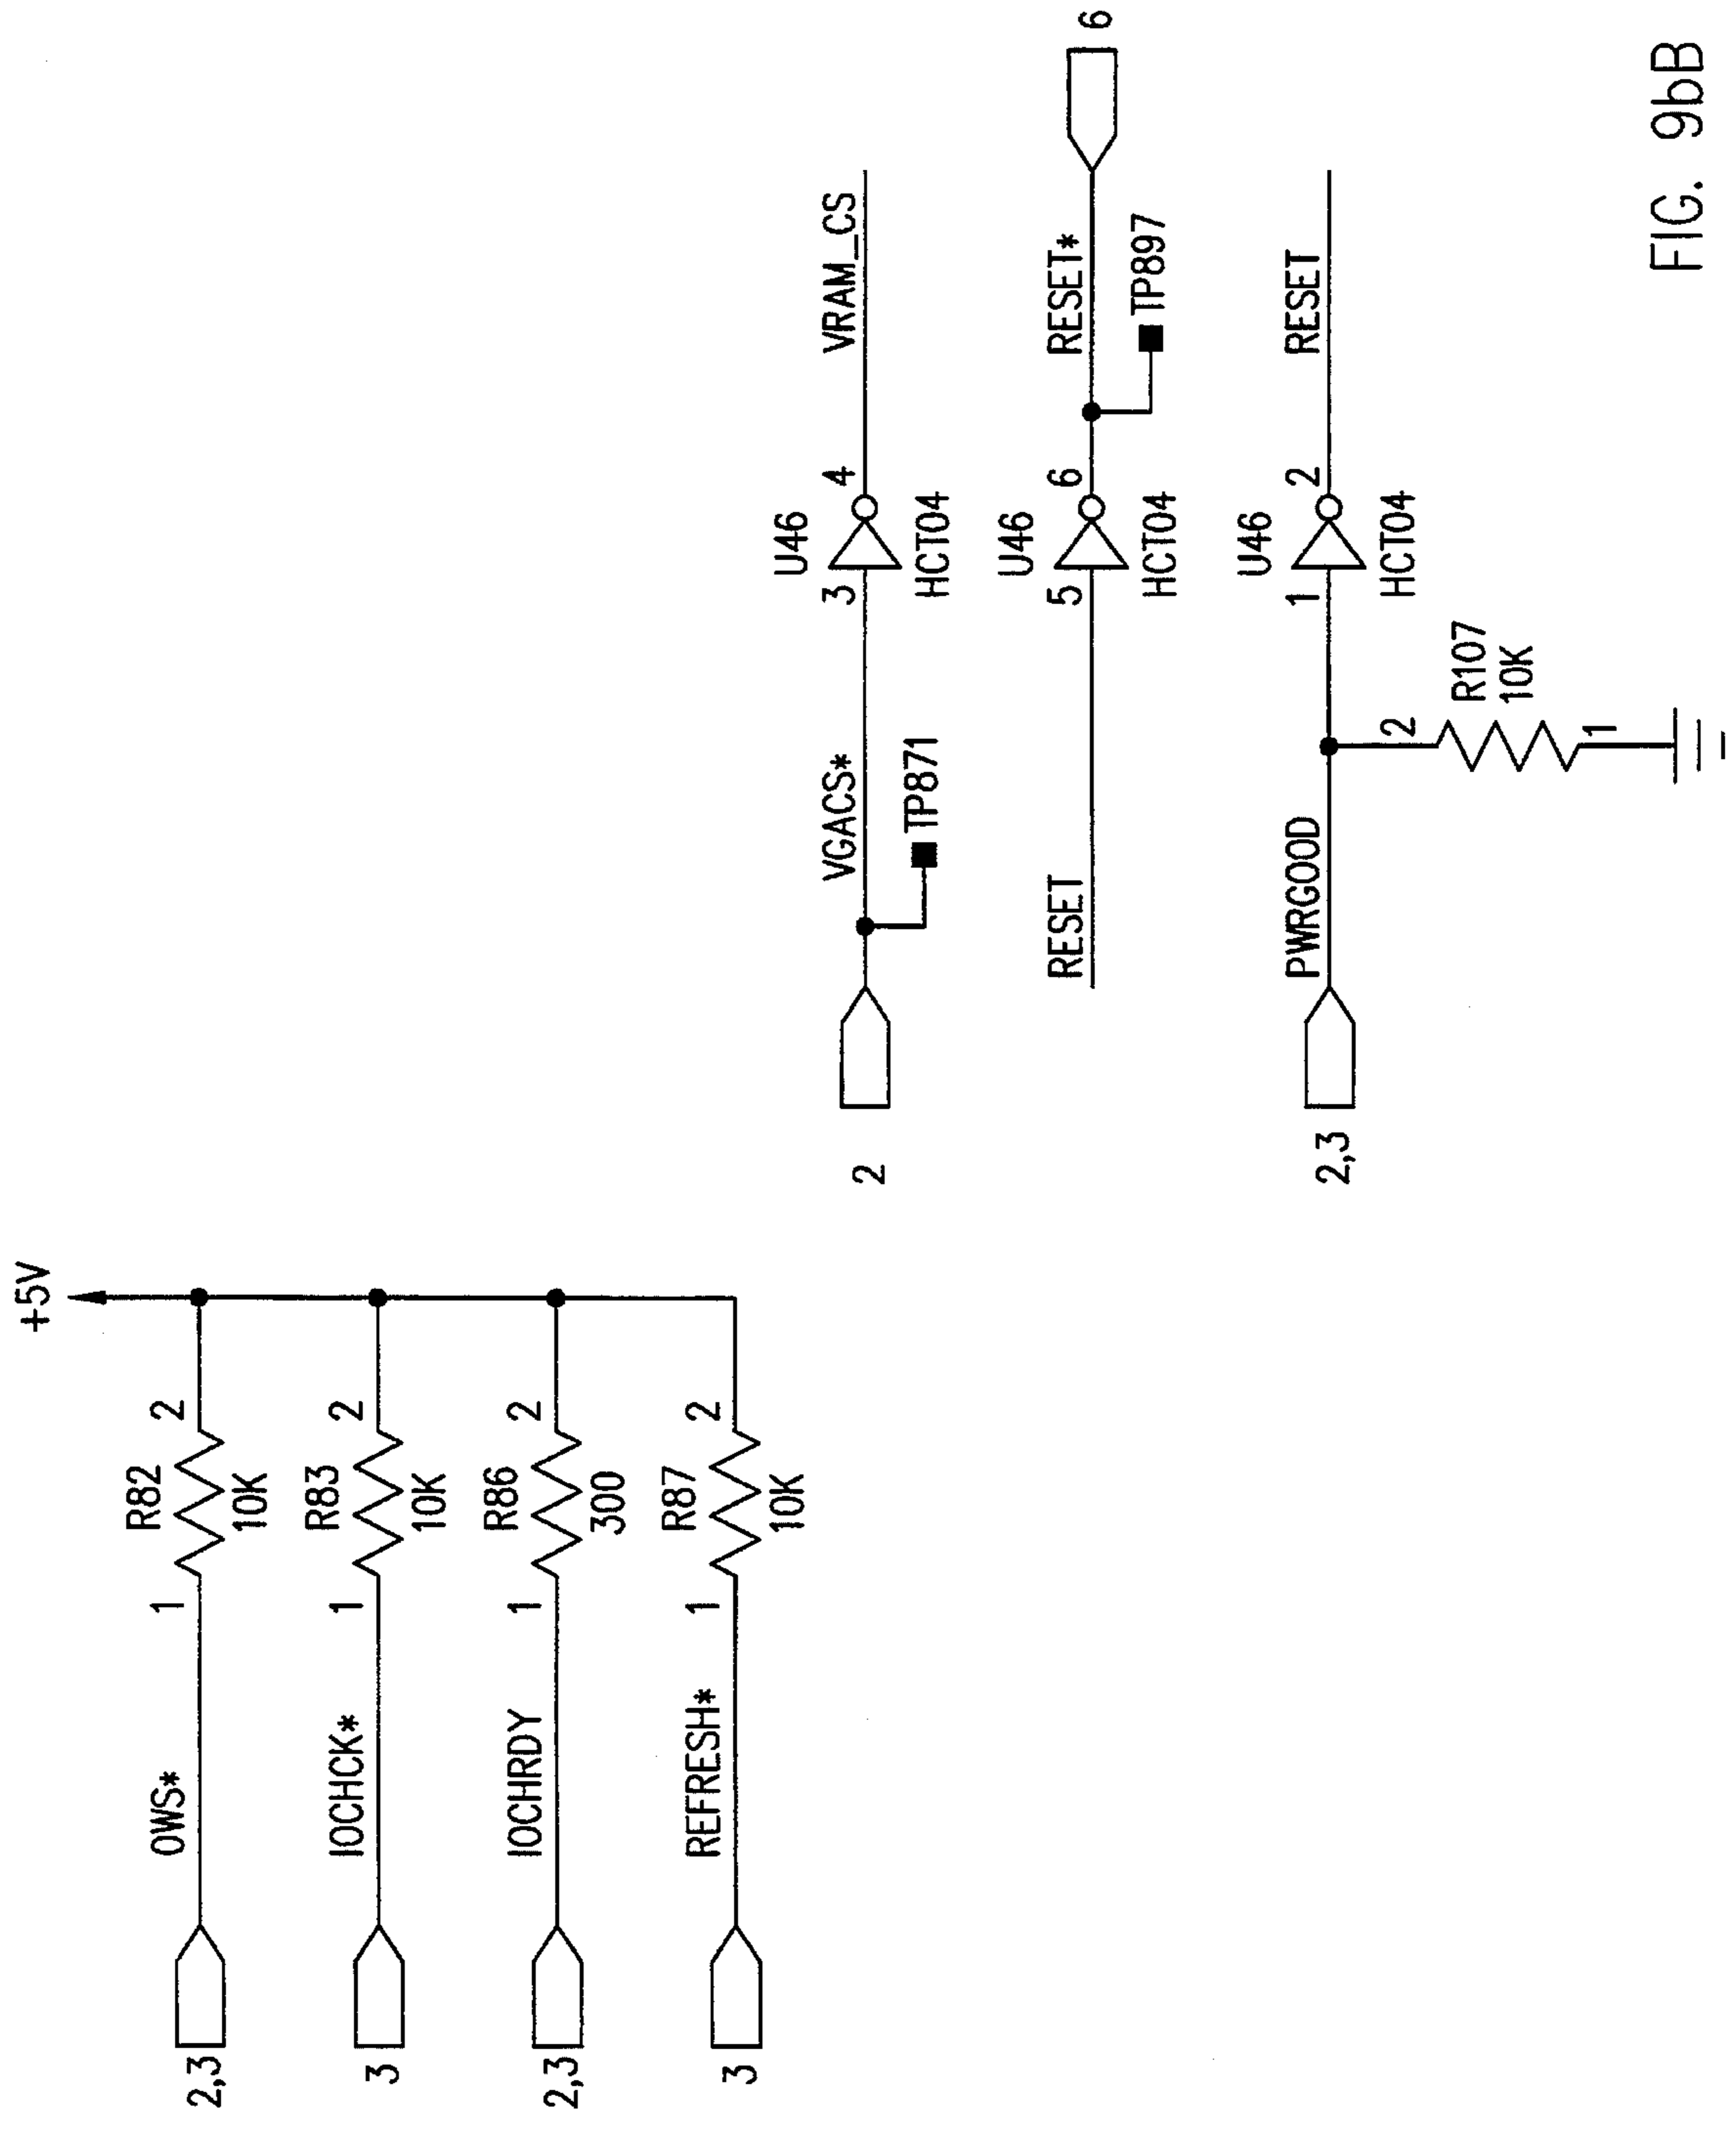 +5V
OWS*
1
R82
2
10K
2,3
IOCHCK*
1
R83
2
10K
3
IOCHRDY
1
R86
2
300
2,3
REFRESH*
1
R87
2
10K
3
U46
VGACS*
3
4
VRAM_CS
2
TP871
HCT04
U46
RESET
5
6
RESET*
6
HCT04
TP897
U46
PWRGOOD
1
2
RESET
2,3
HCT04
2
R107
10K
1
FIG. 9bB